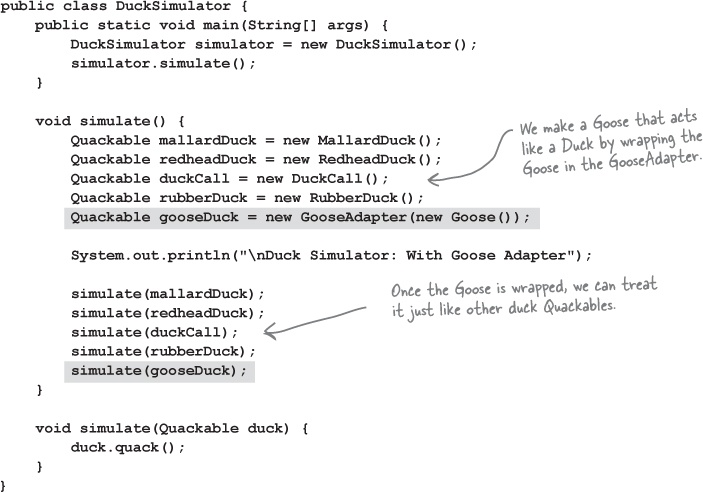 public class DuckSimulator {
public static void main(String[] args) {
DuckSimulator simulator = new DuckSimulator();
simulator.simulate();
}
void simulate() {
Quackable mallardDuck = new MallardDuck();
Quackable redheadDuck = new RedheadDuck();
Quackable duckCall = new DuckCall();
Quackable rubberDuck = new RubberDuck();
Quackable gooseDuck = new GooseAdapter(new Goose());
We make a Goose that acts
like a Duck by wrapping the
Goose in the GooseAdapter.
System.out.println("\nDuck Simulator: With Goose Adapter");
simulate(mallardDuck);
simulate(redheadDuck);
simulate(duckCall);
simulate(rubberDuck);
simulate(gooseDuck);
Once the Goose is wrapped, we can treat
it just like other duck Quackables.
}
void simulate(Quackable duck) {
duck.quack();
}
}